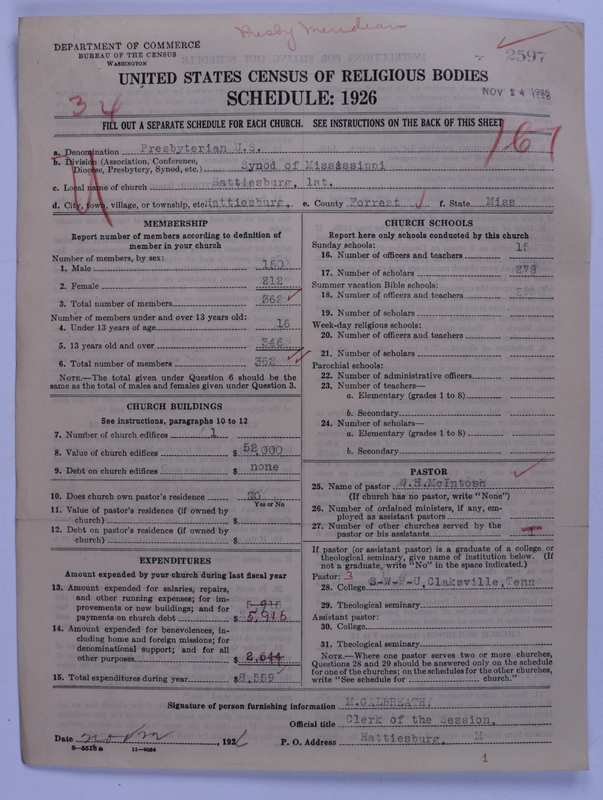 Presby Meridian
DEPARTMENT OF COMMERCE
BUREAU OF THE CENSUS
WASHINGTON
2597
UNITED STATES CENSUS OF RELIGIOUS BODIES
SCHEDULE: 1926
NOV 24 1926
3 4
FILL OUT A SEPARATE SCHEDULE FOR EACH CHURCH. SEE INSTRUCTIONS ON THE BACK OF THIS SHEET
167
a. Denomination Presbyterian U.S.
b. Division (Association, Conference, Diocese, Presbytery, Synod, etc.) Synod of Mississippi
c. Local name of church Hattiesburg, 1st.
d. City, town, village, or township, etc. Hattiesburg, e. County Forrest f. State Miss
MEMBERSHIP
Report number of members according to definition of
member in your church
Number of members, by sex:
1. Male 150
2. Female 212
3. Total number of members 362
Number of members under and over 13 years old:
4. Under 13 years of age 16
5. 13 years old and over 346
6. Total number of members 362
NOTE.—The total given under Question 6 should be the
same as the total of males and females given under Question 3.
CHURCH BUILDINGS
See instructions, paragraphs 10 to 12
7. Number of church edifices 1
8. Value of church edifices $ 52,000
9. Debt on church edifices $ none
10. Does church own pastor's residence NO
Yes or No
11. Value of pastor's residence (if owned by
church) $
12. Debt on pastor's residence (if owned by
church) $
EXPENDITURES
Amount expended by your church during last fiscal year
13. Amount expended for salaries, repairs,
and other running expenses; for im-
provements or new buildings; and for
payments on church debt $ 5,915
14. Amount expended for benevolences, in-
cluding home and foreign missions; for
denominational support; and for all
other purposes $ 2,644
15. Total expenditures during year $8,559
CHURCH SCHOOLS
Report here only schools conducted by this church
Sunday schools:
16. Number of officers and teachers 15
17. Number of scholars 278
Summer vacation Bible schools:
18. Number of officers and teachers
19. Number of scholars
Week-day religious schools:
20. Number of officers and teachers
21. Number of scholars
Parochial schools:
22. Number of administrative officers
23. Number of teachers—
a. Elementary (grades 1 to 8)
b. Secondary
24. Number of scholars—
a. Elementary (grades 1 to 8)
b. Secondary
PASTOR
25. Name of pastor W.H.McIntosh
(If church has no pastor, write "None")
26. Number of ordained ministers, if any, em-
ployed as assistant pastors
27. Number of other churches served by the
pastor or his assistants
If pastor (or assistant pastor) is a graduate of a college or
theological seminary, give name of institution below. (If
not a graduate, write "No" in the space indicated.)
Pastor: 3
28. College S-W-P-U,Claksville,Tenn
29. Theological seminary
Assistant pastor:
30. College
31. Theological seminary
NOTE.—Where one pastor serves two or more churches,
Questions 28 and 29 should be answered only on the schedule
for one of the churches; on the schedules for the other churches,
write "See schedule for church."
Signature of person furnishing information M.GALBREATH.
Official title Clerk of the Session,
Date , 192 P. O. Address Hattiesburg, M
8—5518a 11—9034
1